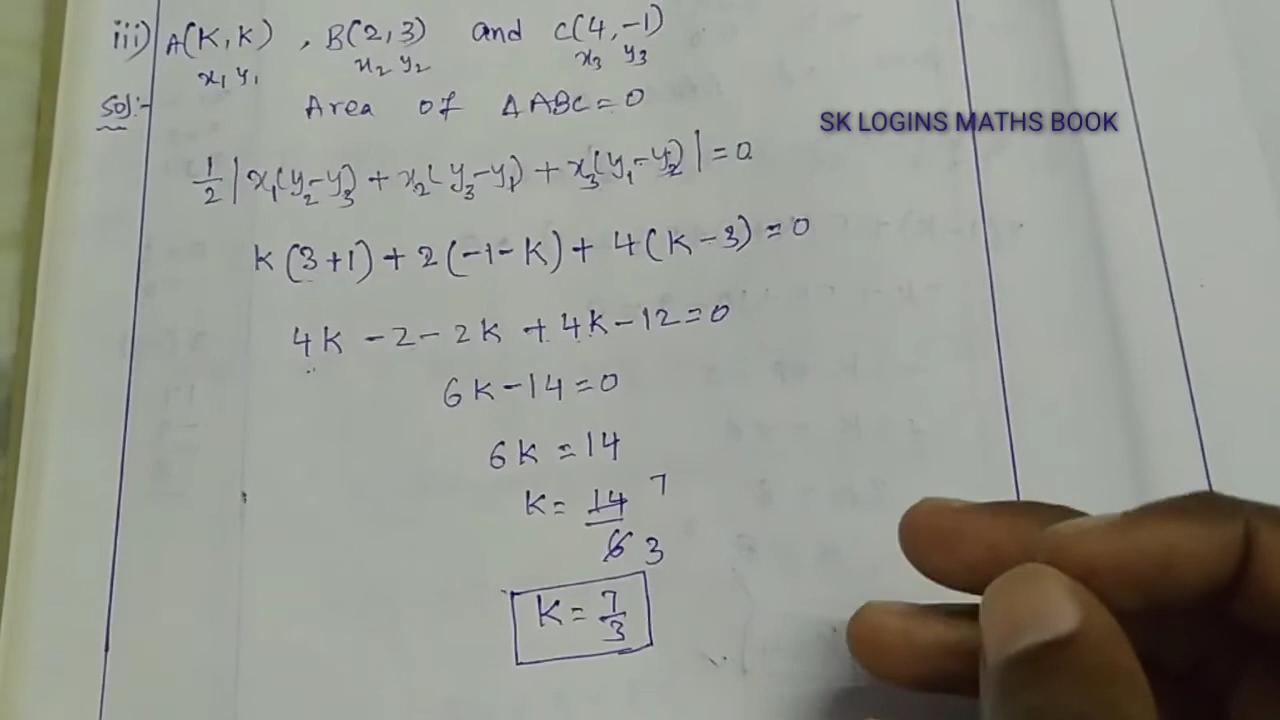 iii) A(K, K) , B(2, 3) and C(4, -1)
x₁ y₁ x₂ y₂ x₃ y₃
Sol:- Area of ΔABC = 0
SK LOGINS MATHS BOOK
1/2 | x₁(y₂-y₃) + x₂(y₃-y₁) + x₃(y₁-y₂) | = 0
K(3+1) + 2(-1-K) + 4(K-3) = 0
4K - 2 - 2K + 4K - 12 = 0
6K - 14 = 0
6K = 14
K = 14/6 7
3
K = 7/3